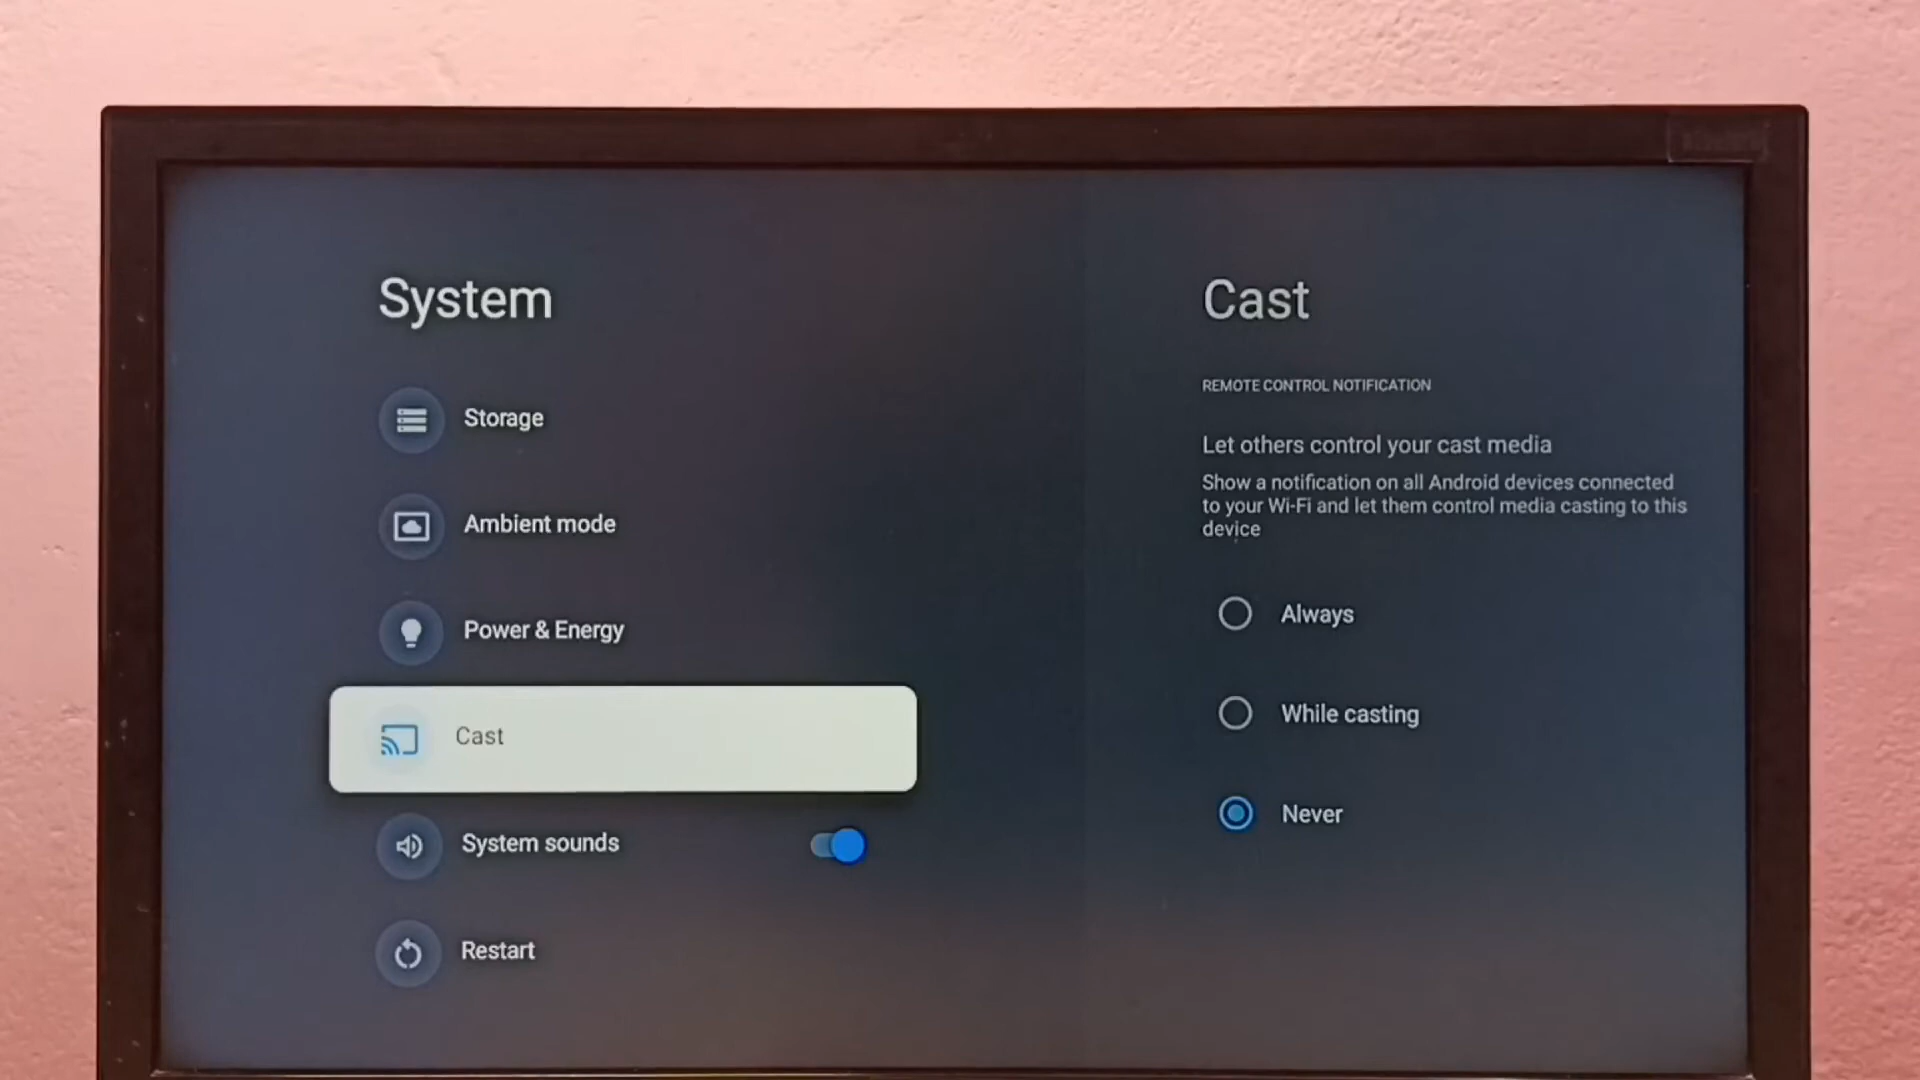 System
Storage
Ambient mode
Power & Energy
Cast
System sounds
Restart
Cast
REMOTE CONTROL NOTIFICATION
Let others control your cast media
Show a notification on all Android devices connected
to your Wi-Fi and let them control media casting to this
device
Always
While casting
Never